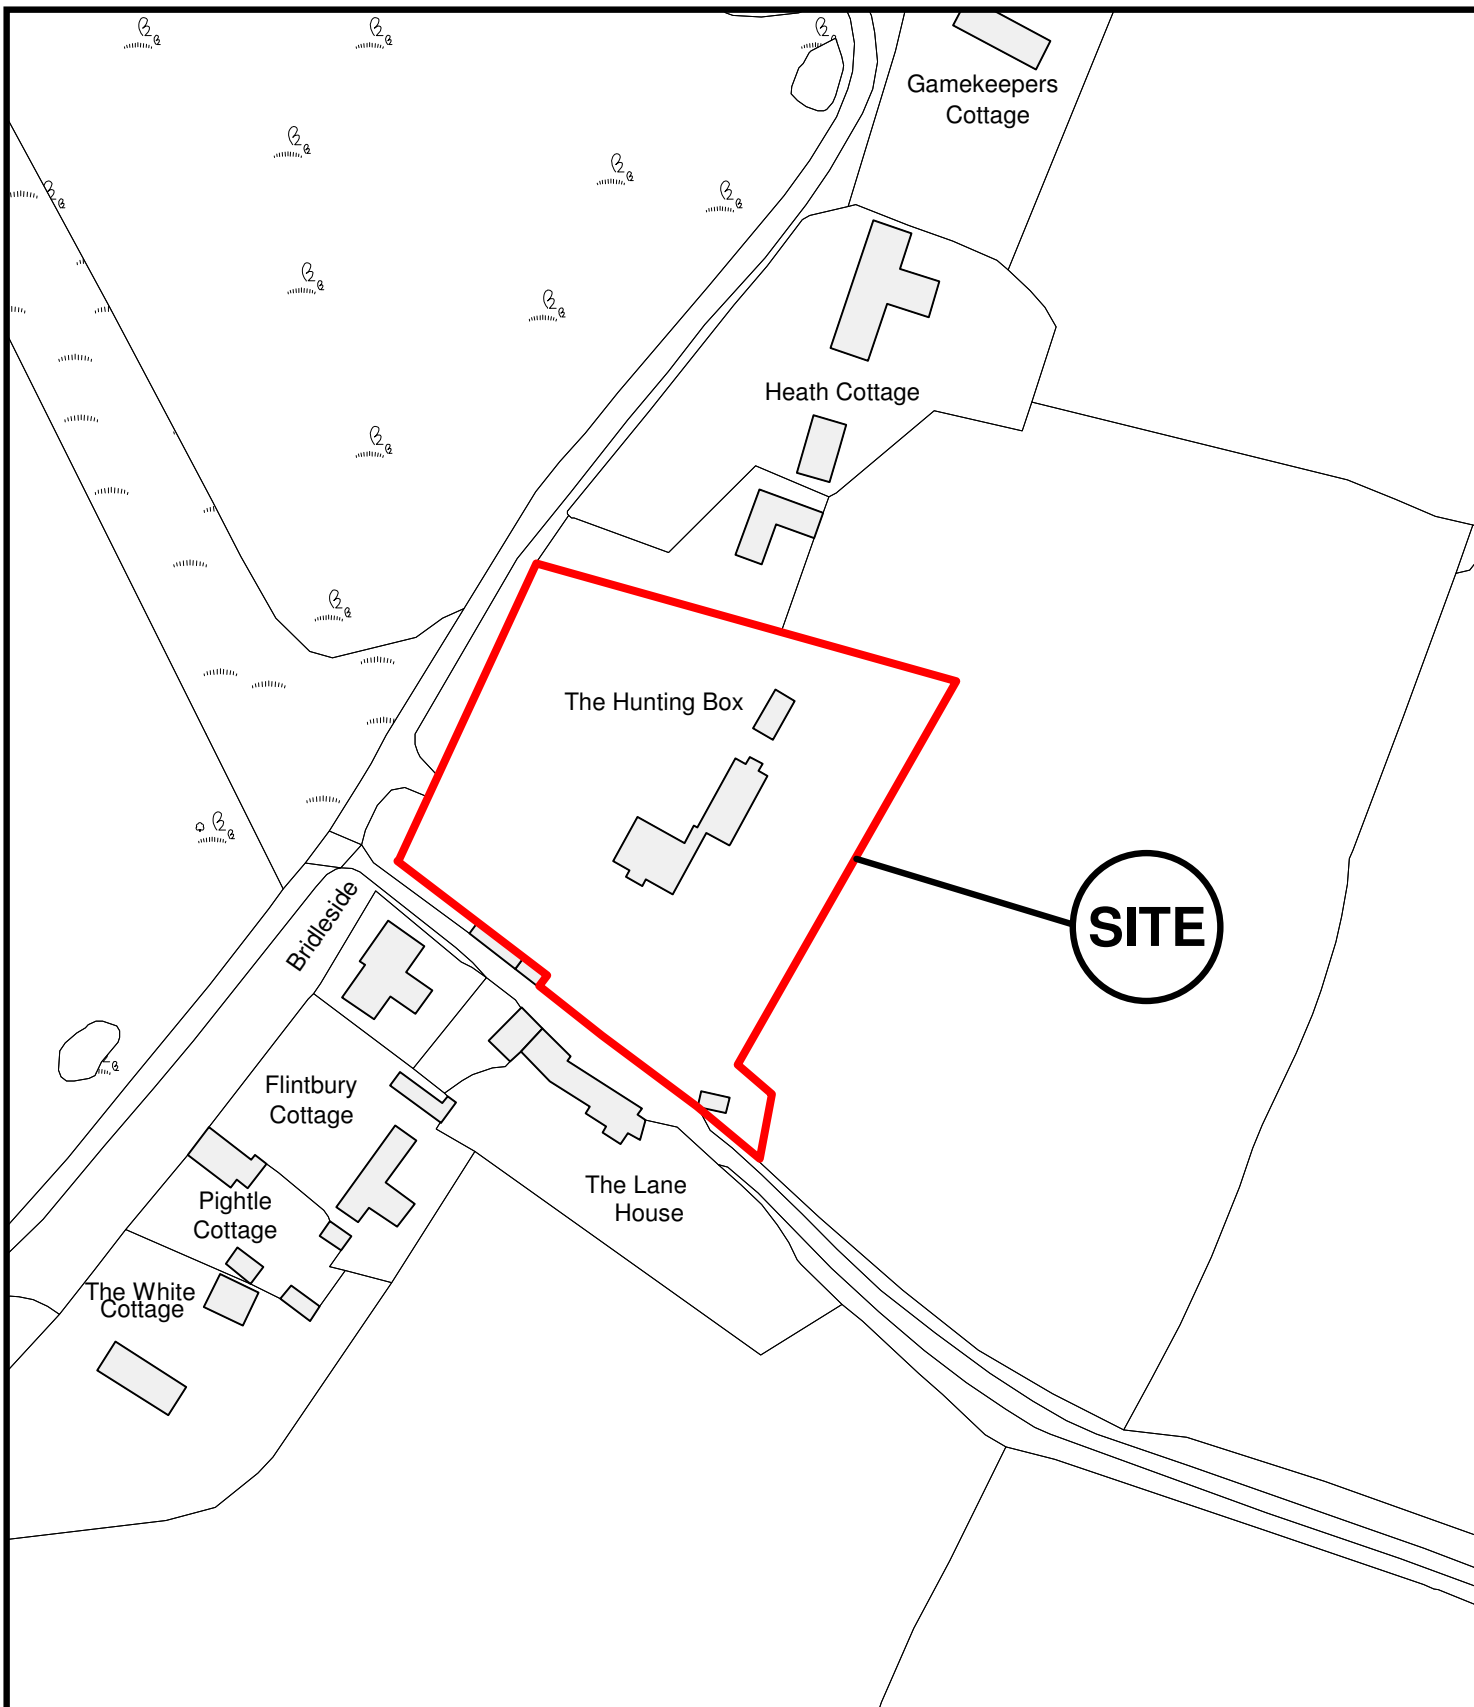 Gamekeepers
Cottage
Heath Cottage
The Hunting Box
SITE
Bridleside
Flintbury
Cottage
The Lane
House
Pightle
Cottage
The White
Cottage